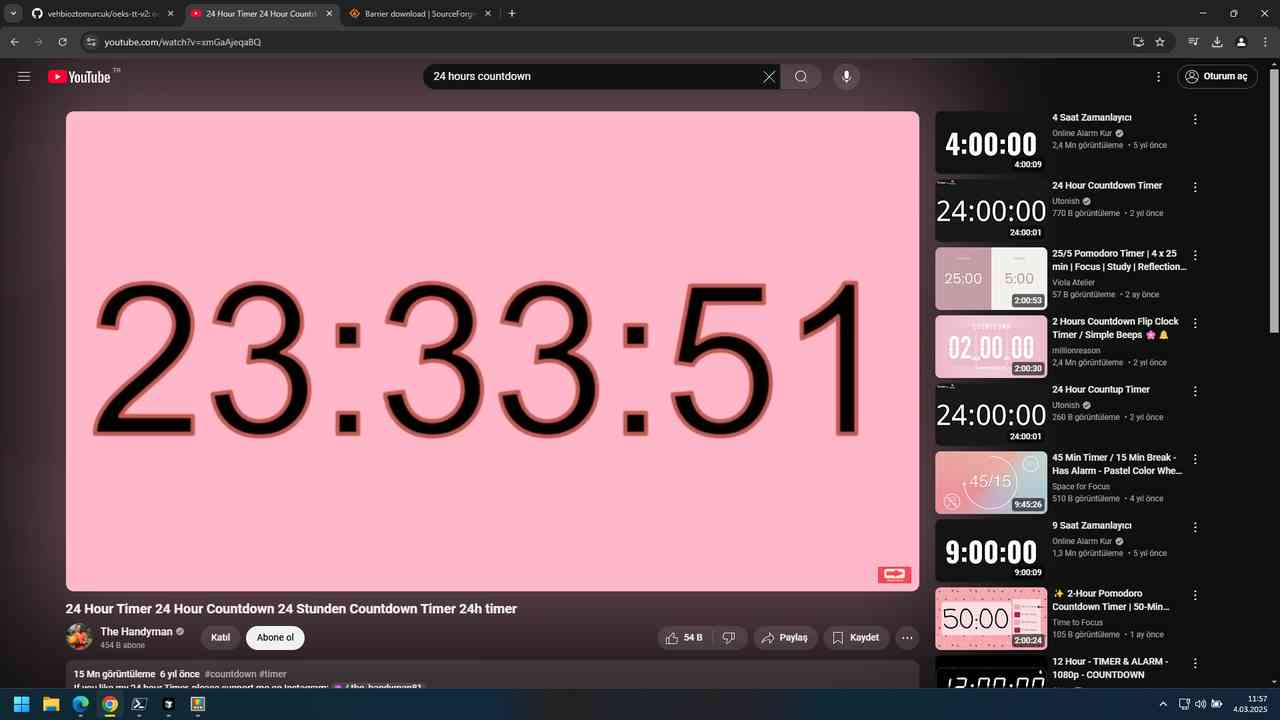 vehbioztomurcuk/oeks-tt-v2:
24 Hour Timer 24 Hour Countd
Barrier download | SourceForg
youtube.com/watch?v=xmGaAjeqaBQ
YouTube TR
24 hours countdown
Oturum aç
23:33:51
24 Hour Timer 24 Hour Countdown 24 Stunden Countdown Timer 24h timer
The Handyman
454 B abone
Katıl
Abone ol
54 B
Paylaş
Kaydet
15 Mn görüntüleme 6 yıl önce #countdown #timer
If you like my 24 hour Timer, please support me on Instagram: / the_handyman81
4:00:00
4:00:09
4 Saat Zamanlayıcı
Online Alarm Kur
2,4 Mn görüntüleme • 5 yıl önce
24:00:00
24:00:01
24 Hour Countdown Timer
Utonish
770 B görüntüleme • 2 yıl önce
25:00
5:00
2:00:53
25/5 Pomodoro Timer | 4 x 25
min | Focus | Study | Reflection...
Viola Atelier
57 B görüntüleme • 2 ay önce
COUNTDOWN
02:00:00
2:00:30
2 Hours Countdown Flip Clock
Timer / Simple Beeps 🌸 🔔
millionreason
2,4 Mn görüntüleme • 2 yıl önce
24:00:00
24:00:01
24 Hour Countup Timer
Utonish
260 B görüntüleme • 2 yıl önce
45/15
9:45:26
45 Min Timer / 15 Min Break -
Has Alarm - Pastel Color Whe...
Space for Focus
510 B görüntüleme • 4 yıl önce
9:00:00
9:00:09
9 Saat Zamanlayıcı
Online Alarm Kur
1,3 Mn görüntüleme • 5 yıl önce
50:00
2:00:24
✨ 2-Hour Pomodoro
Countdown Timer | 50-Min...
Time to Focus
105 B görüntüleme • 1 ay önce
12:00:00
12 Hour - TIMER & ALARM -
1080p - COUNTDOWN
11:57
4.03.2025